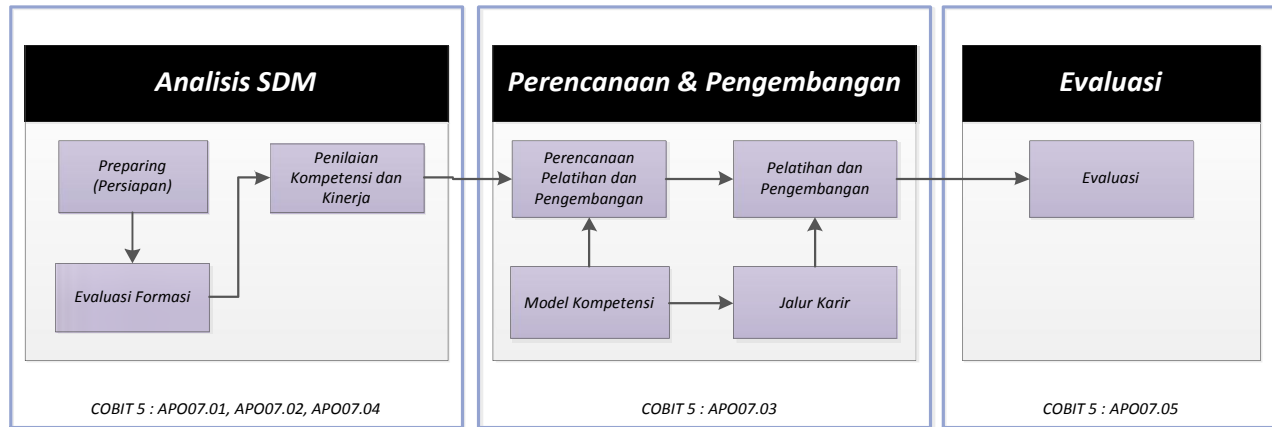 Analisis SDM
Preparing
(Persiapan)
Penilaian
Kompetensi dan
Kinerja
Evaluasi Formasi
COBIT 5 : APO07.01, APO07.02, APO07.04
Perencanaan & Pengembangan
Perencanaan
Pelatihan dan
Pengembangan
Pelatihan dan
Pengembangan
Model Kompetensi
Jalur Karir
COBIT 5 : APO07.03
Evaluasi
Evaluasi
COBIT 5 : APO07.05